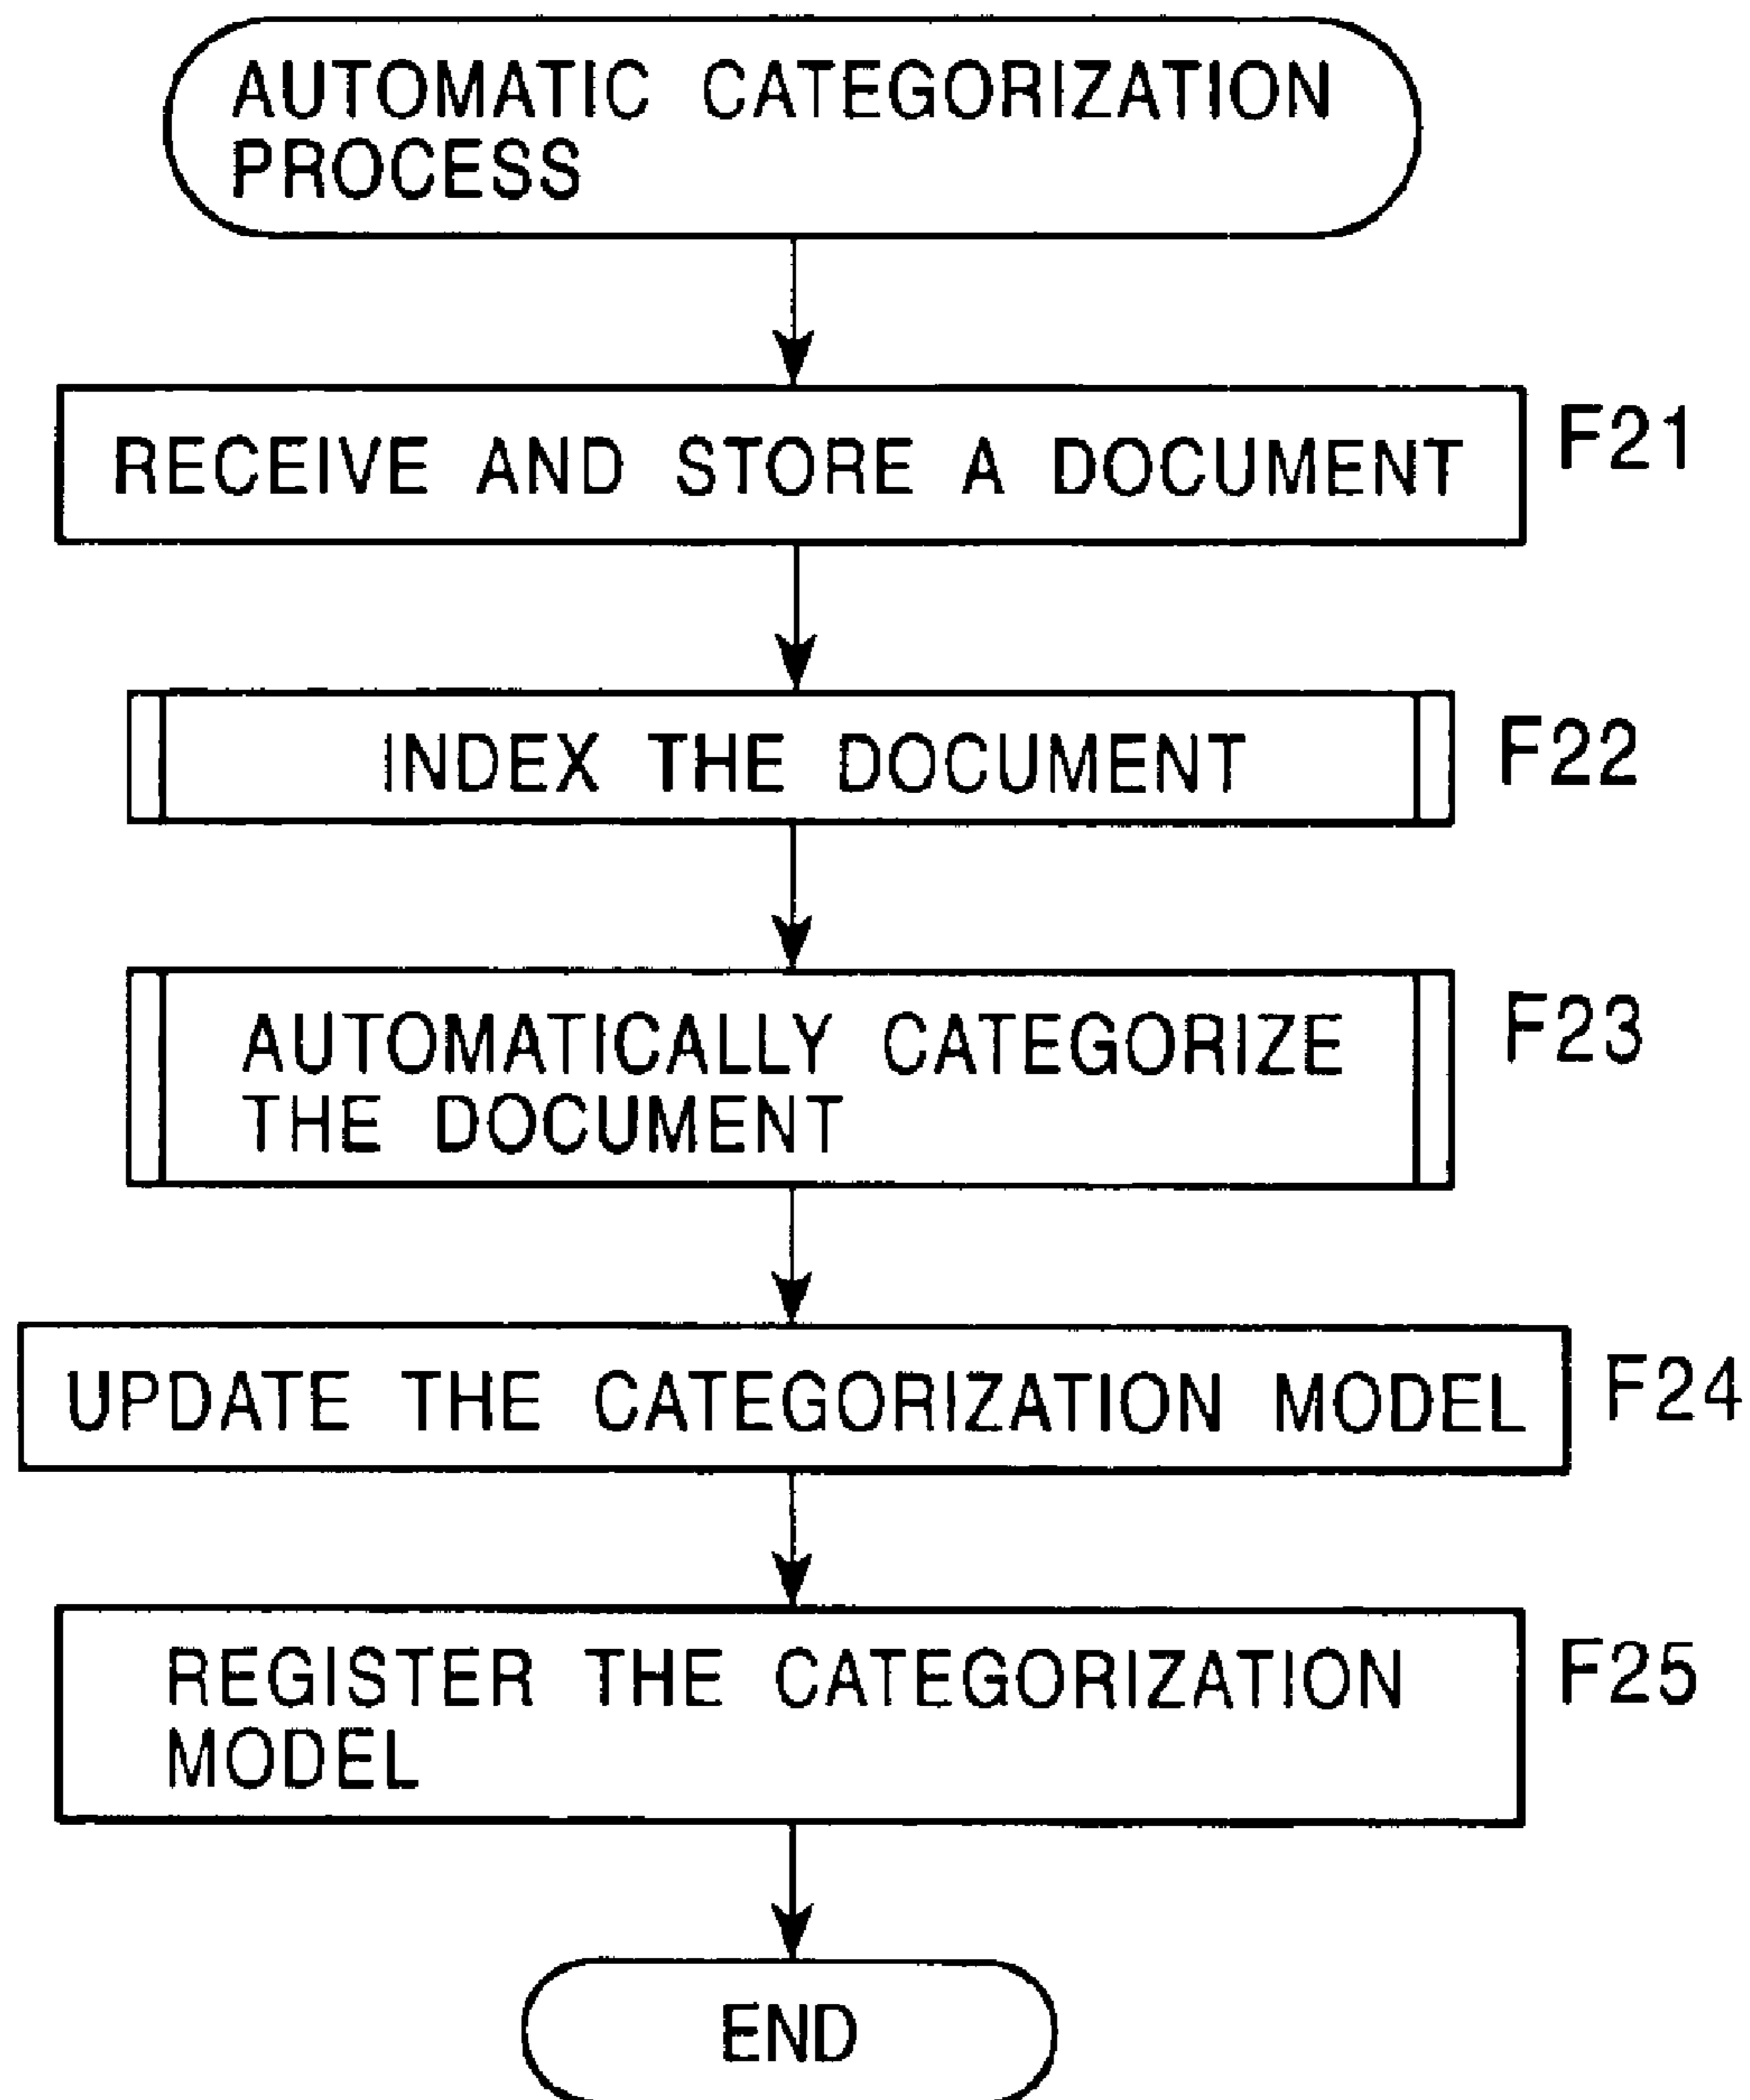 AUTOMATIC CATEGORIZATION
PROCESS
RECEIVE AND STORE A DOCUMENT
F21
INDEX THE DOCUMENT
F22
AUTOMATICALLY CATEGORIZE
THE DOCUMENT
F23
UPDATE THE CATEGORIZATION MODEL
F24
REGISTER THE CATEGORIZATION
MODEL
F25
END